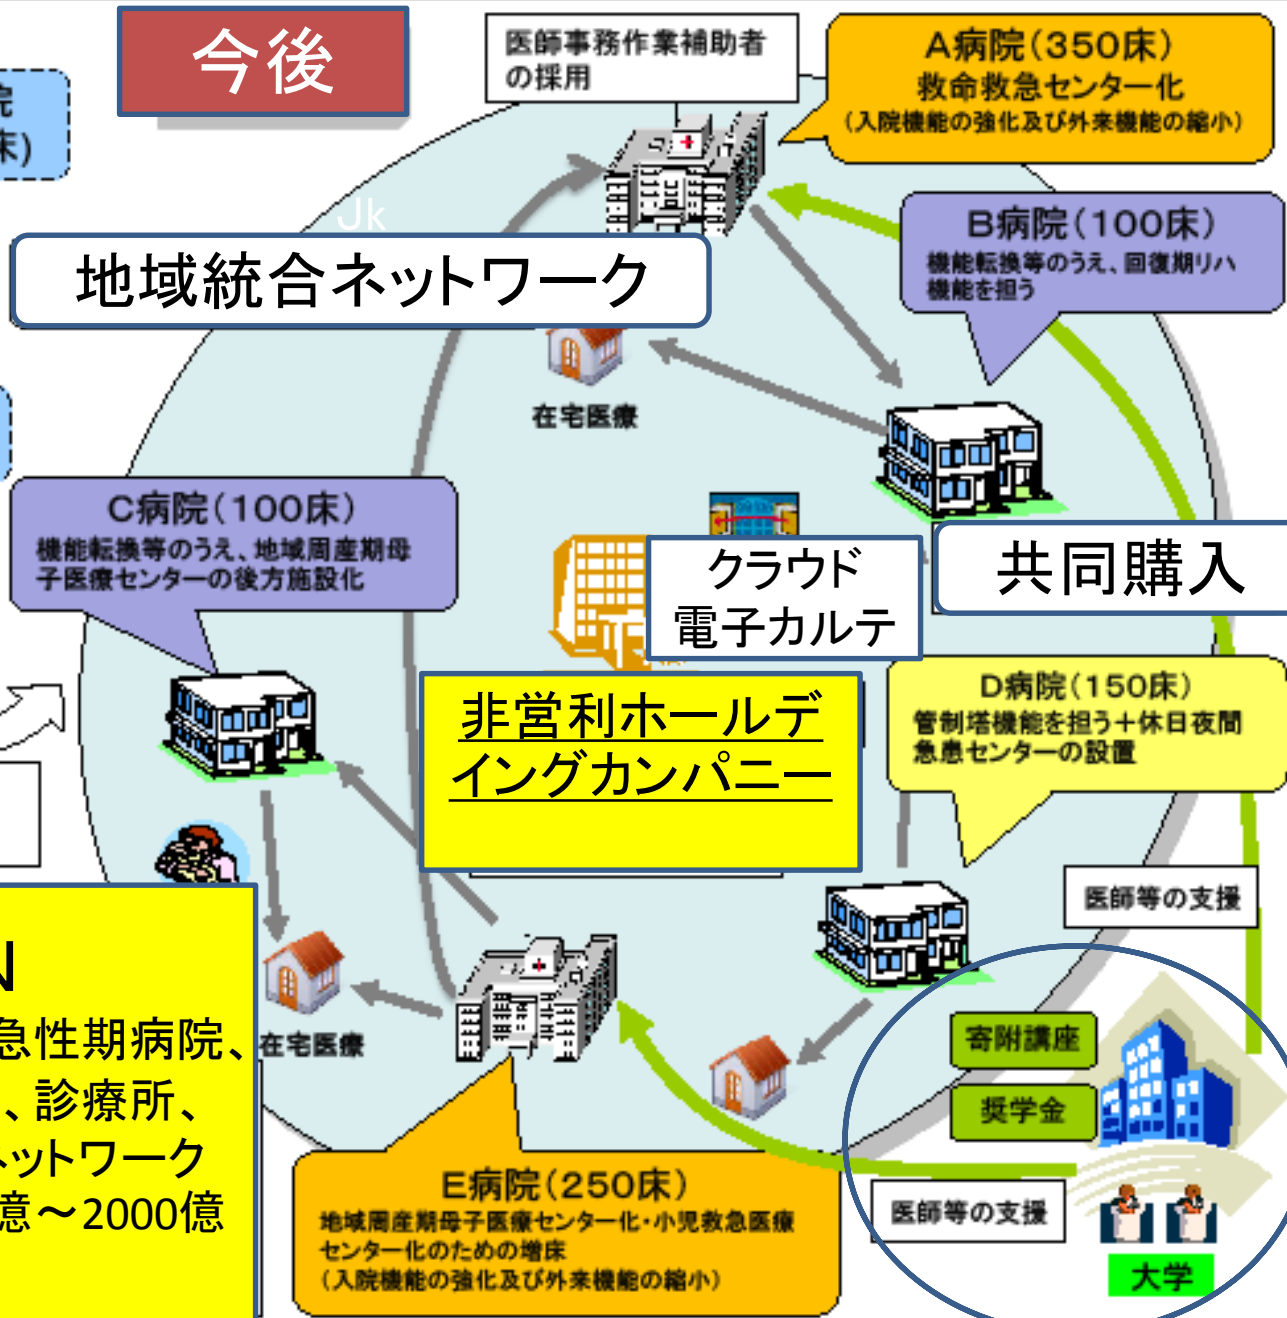 今後
医師事務作業補助者
の採用
A病院(350床)
救命救急センター化
(入院機能の強化及び外来機能の縮小)
院
床)
Jk
地域統合ネットワーク
B病院(100床)
機能転換等のうえ、回復期リハ
機能を担う
在宅医療
C病院(100床)
機能転換等のうえ、地域周産期母
子医療センターの後方施設化
クラウド
電子カルテ
共同購入
非営利ホールデ
イングカンパニー
D病院(150床)
管制塔機能を担う+休日夜間
急患センターの設置
医師等の支援
N
急性期病院、
、診療所、
ネットワーク
億～2000億
在宅医療
寄附講座
奨学金
E病院(250床)
地域周産期母子医療センター化・小児救急医療
センター化のための増床
(入院機能の強化及び外来機能の縮小)
医師等の支援
大学